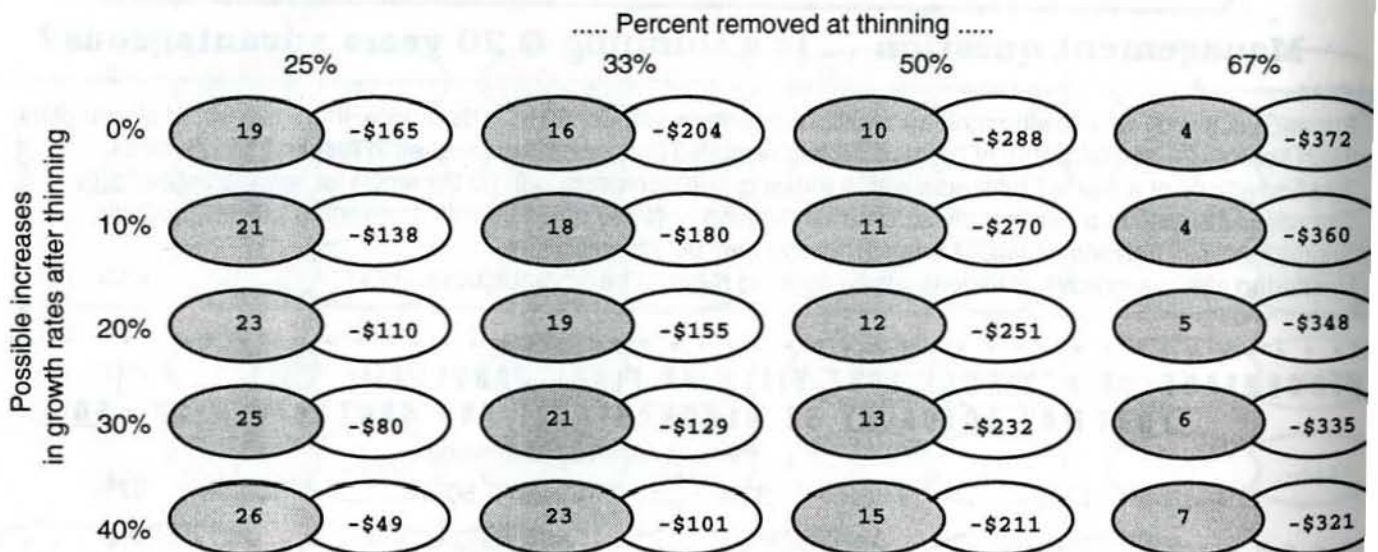 ..... Percent removed at thinning .....
25% 33% 50% 67%
Possible increases
in growth rates after thinning
0% 19 -$165 16 -$204 10 -$288 4 -$372
10% 21 -$138 18 -$180 11 -$270 4 -$360
20% 23 -$110 19 -$155 12 -$251 5 -$348
30% 25 -$80 21 -$129 13 -$232 6 -$335
40% 26 -$49 23 -$101 15 -$211 7 -$321